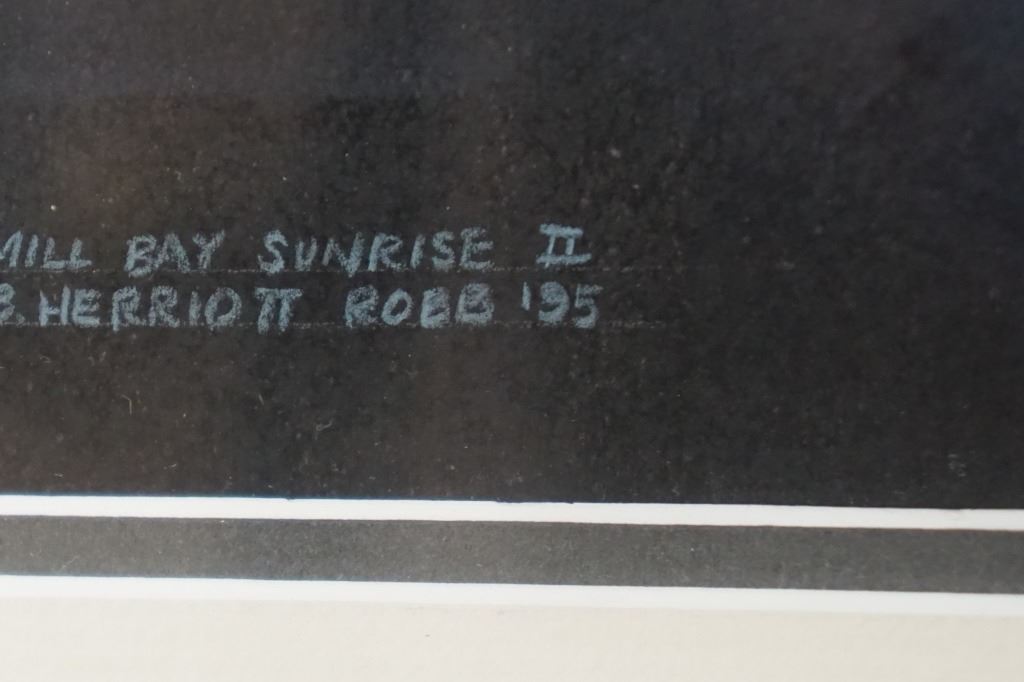 MILL BAY SUNRISE II
B. HERRIOTT ROBB '95